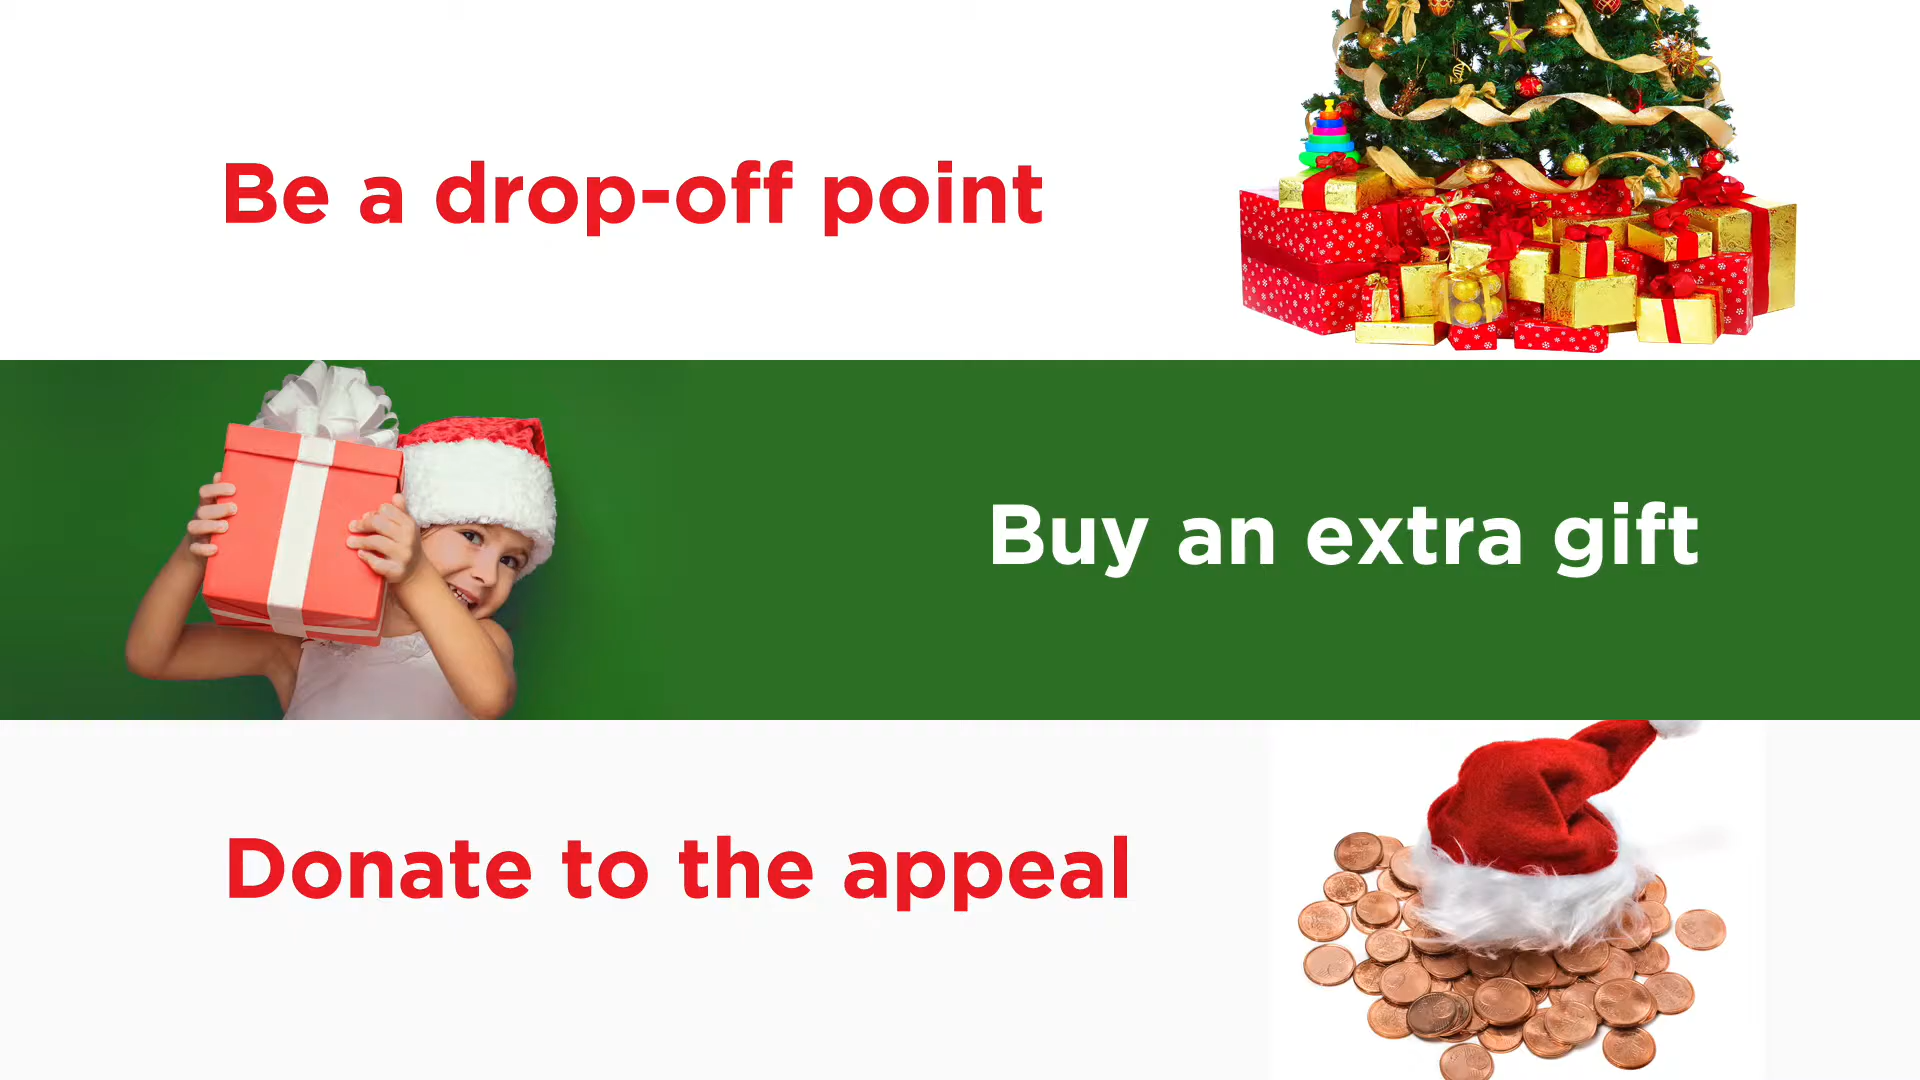 Be a drop-off point
Buy an extra gift
Donate to the appeal